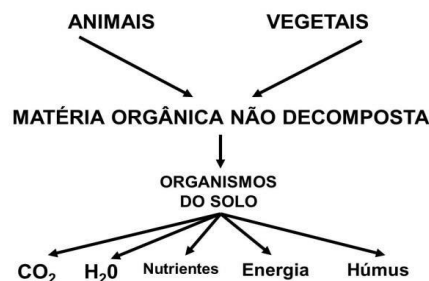 ANIMAIS VEGETAIS
MATÉRIA ORGÂNICA NÃO DECOMPOSTA
ORGANISMOS
DO SOLO
CO₂ H₂0 Nutrientes Energia Húmus